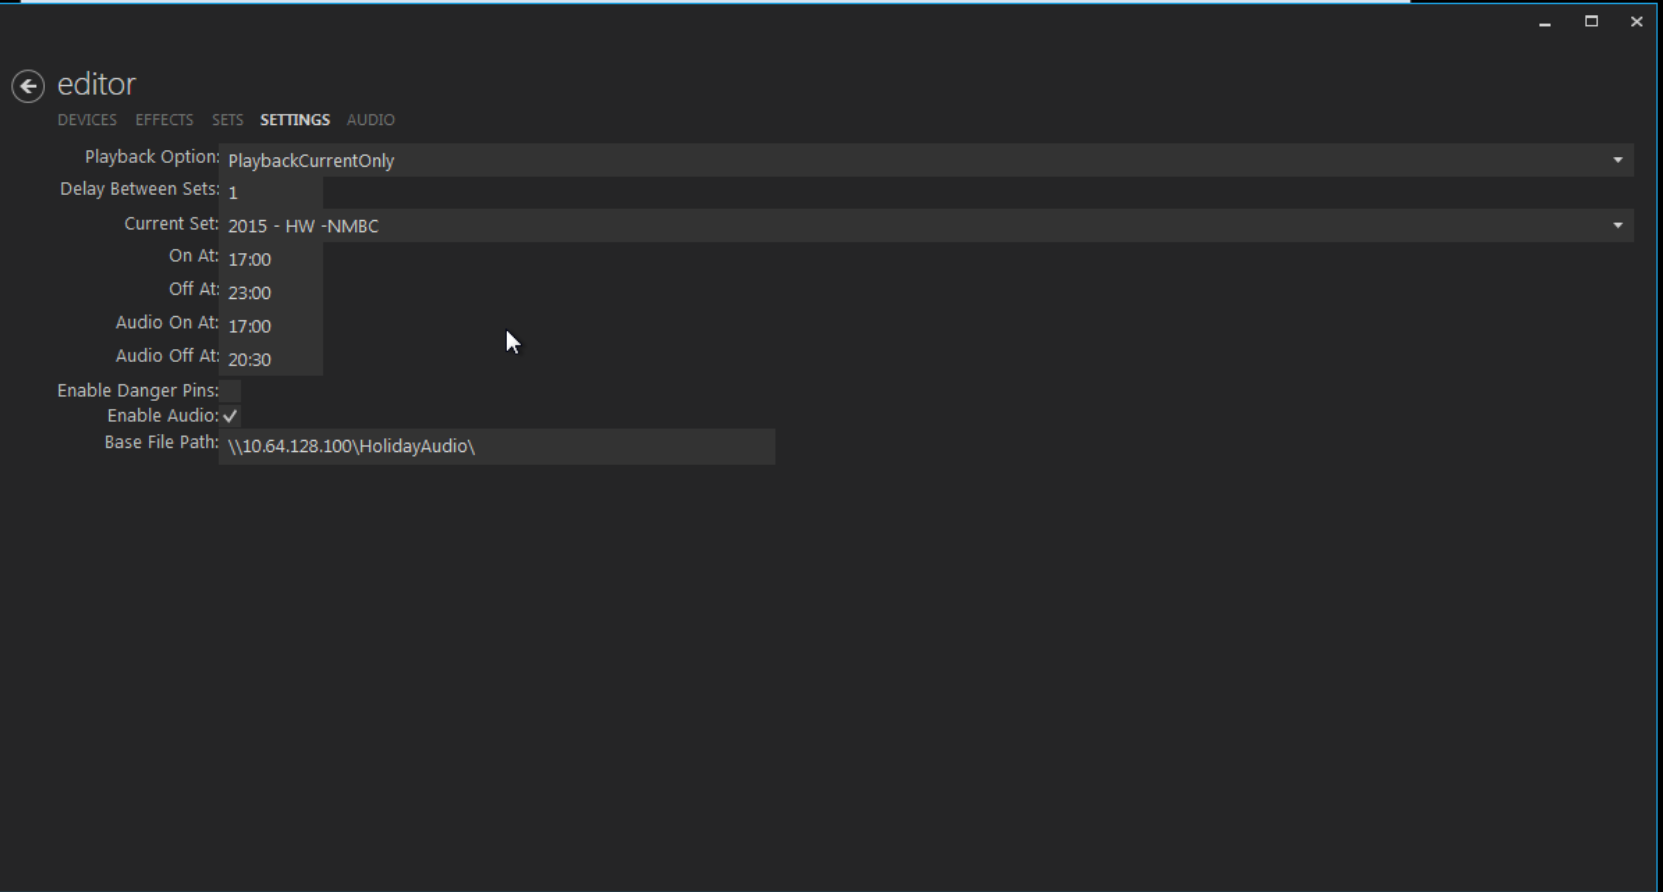 editor
DEVICES EFFECTS SETS SETTINGS AUDIO
Playback Option: PlaybackCurrentOnly
Delay Between Sets: 1
Current Set: 2015 - HW -NMBC
On At: 17:00
Off At: 23:00
Audio On At: 17:00
Audio Off At: 20:30
Enable Danger Pins:
Enable Audio:
Base File Path: \\10.64.128.100\HolidayAudio\